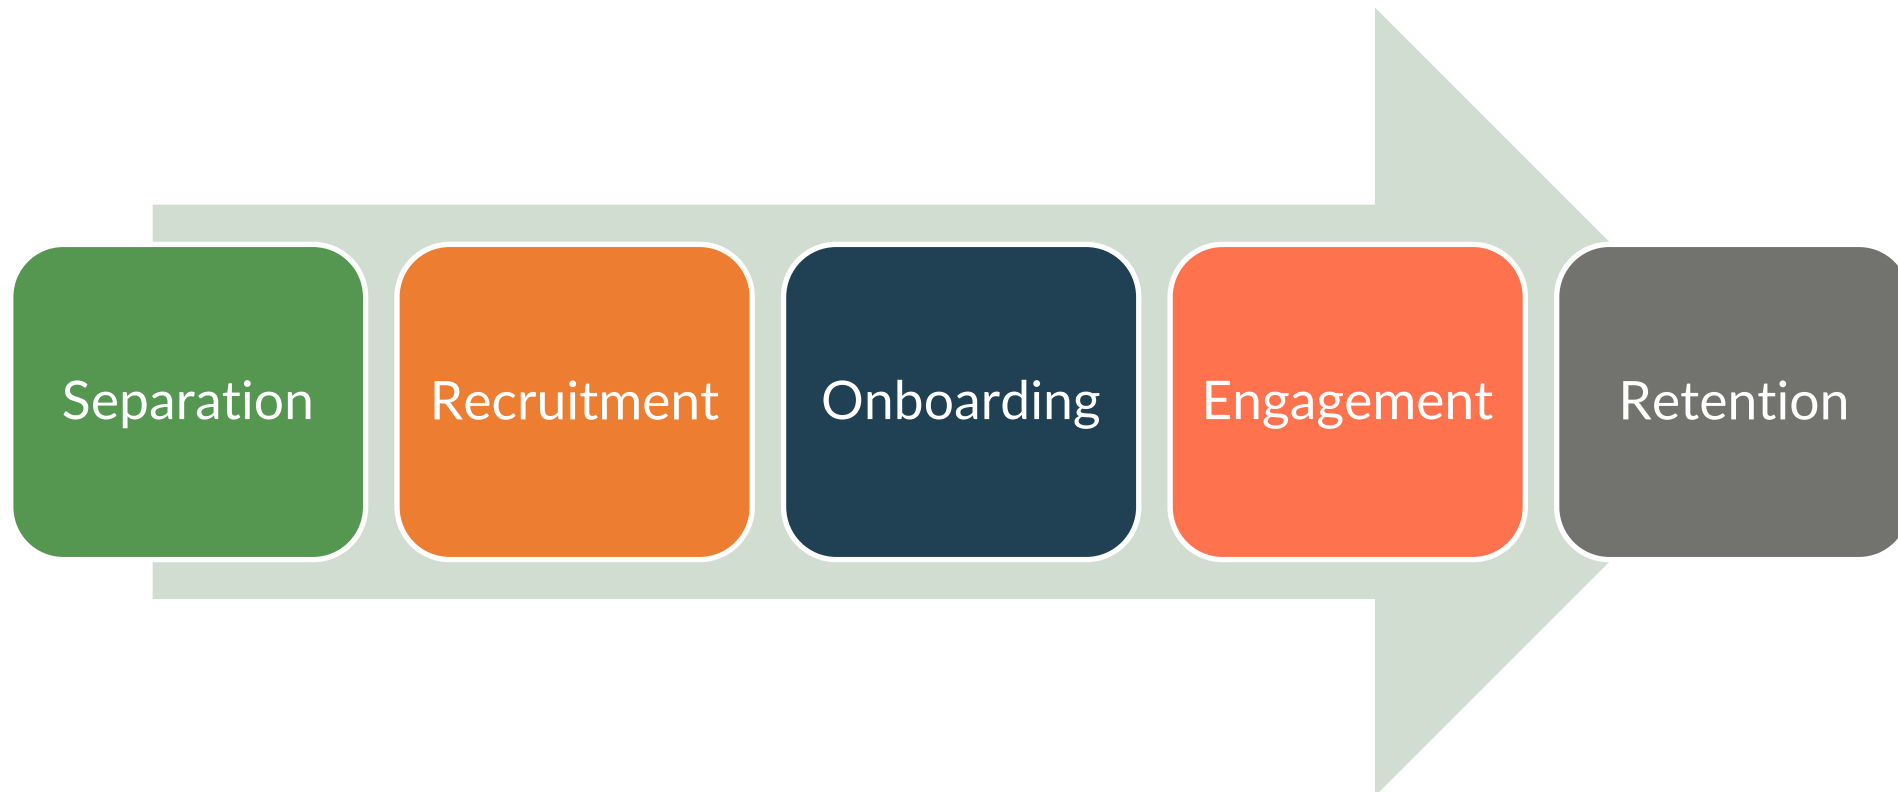 Separation
Recruitment
Onboarding
Engagement
Retention